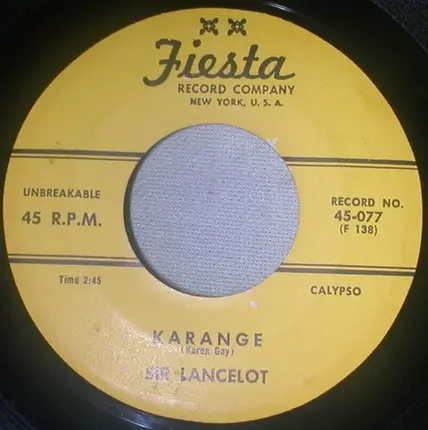 Fiesta
RECORD COMPANY
NEW YORK, U. S. A.
UNBREAKABLE
45 R.P.M.
RECORD NO.
45-077
(F 138)
Time 2:45
CALYPSO
KARANGE
(Karen Gay)
SIR LANCELOT